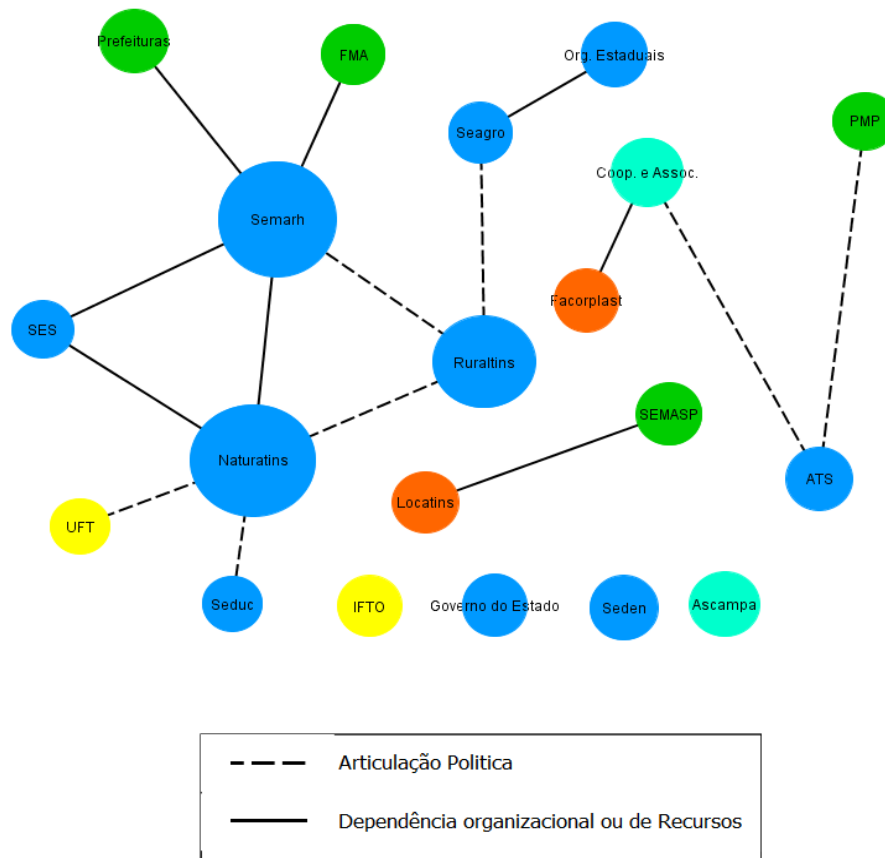 Prefeituras
FMA
Org. Estaduais
Seagro
PMP
Coop. e Assoc.
Semarh
Facorplast
SES
Ruraltins
SEMASP
Naturatins
ATS
Locatins
UFT
Seduc
IFTO
Governo do Estado
Seden
Ascampa
Articulação Politica
Dependência organizacional ou de Recursos